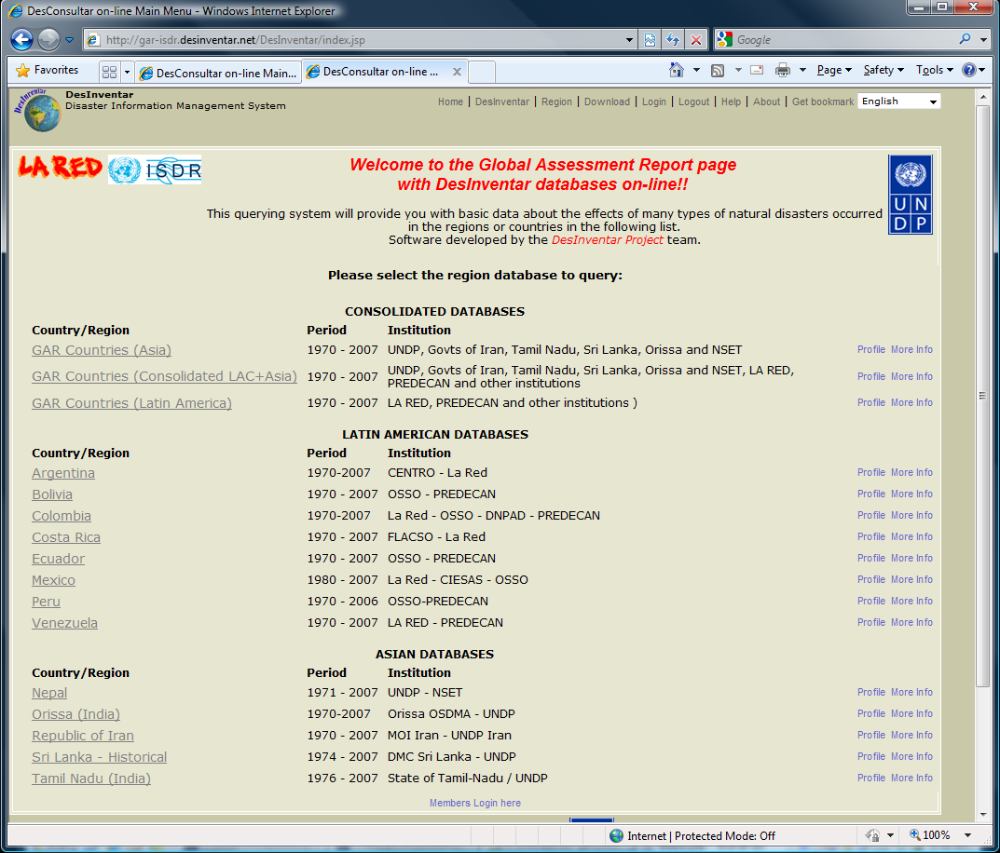 DesConsultar on-line Main Menu - Windows Internet Explorer
http://gar-isdr.desinventar.net/DesInventar/index.jsp
Google
Favorites
DesConsultar on-line Main...
DesConsultar on-line ...
Page
Safety
Tools
DesInventar
DesInventar
Disaster Information Management System
Home | DesInventar | Region | Download | Login | Logout | Help | About | Get bookmark English
LA RED
ISDR
Welcome to the Global Assessment Report page
with DesInventar databases on-line!!
UN
DP
This querying system will provide you with basic data about the effects of many types of natural disasters occurred
in the regions or countries in the following list.
Software developed by the DesInventar Project team.
Please select the region database to query:
CONSOLIDATED DATABASES
Country/Region Period Institution
GAR Countries (Asia) 1970 - 2007 UNDP, Govts of Iran, Tamil Nadu, Sri Lanka, Orissa and NSET Profile More Info
GAR Countries (Consolidated LAC+Asia) 1970 - 2007 UNDP, Govts of Iran, Tamil Nadu, Sri Lanka, Orissa and NSET, LA RED,
PREDECAN and other institutions Profile More Info
GAR Countries (Latin America) 1970 - 2007 LA RED, PREDECAN and other institutions ) Profile More Info
LATIN AMERICAN DATABASES
Country/Region Period Institution
Argentina 1970-2007 CENTRO - La Red Profile More Info
Bolivia 1970 - 2007 OSSO - PREDECAN Profile More Info
Colombia 1970-2007 La Red - OSSO - DNPAD - PREDECAN Profile More Info
Costa Rica 1970 - 2007 FLACSO - La Red Profile More Info
Ecuador 1970 - 2007 OSSO - PREDECAN Profile More Info
Mexico 1980 - 2007 La Red - CIESAS - OSSO Profile More Info
Peru 1970 - 2006 OSSO-PREDECAN Profile More Info
Venezuela 1970 - 2007 LA RED - PREDECAN Profile More Info
ASIAN DATABASES
Country/Region Period Institution
Nepal 1971 - 2007 UNDP - NSET Profile More Info
Orissa (India) 1970-2007 Orissa OSDMA - UNDP Profile More Info
Republic of Iran 1970 - 2007 MOI Iran - UNDP Iran Profile More Info
Sri Lanka - Historical 1974 - 2007 DMC Sri Lanka - UNDP Profile More Info
Tamil Nadu (India) 1976 - 2007 State of Tamil-Nadu / UNDP Profile More Info
Members Login here
Internet | Protected Mode: Off
100%